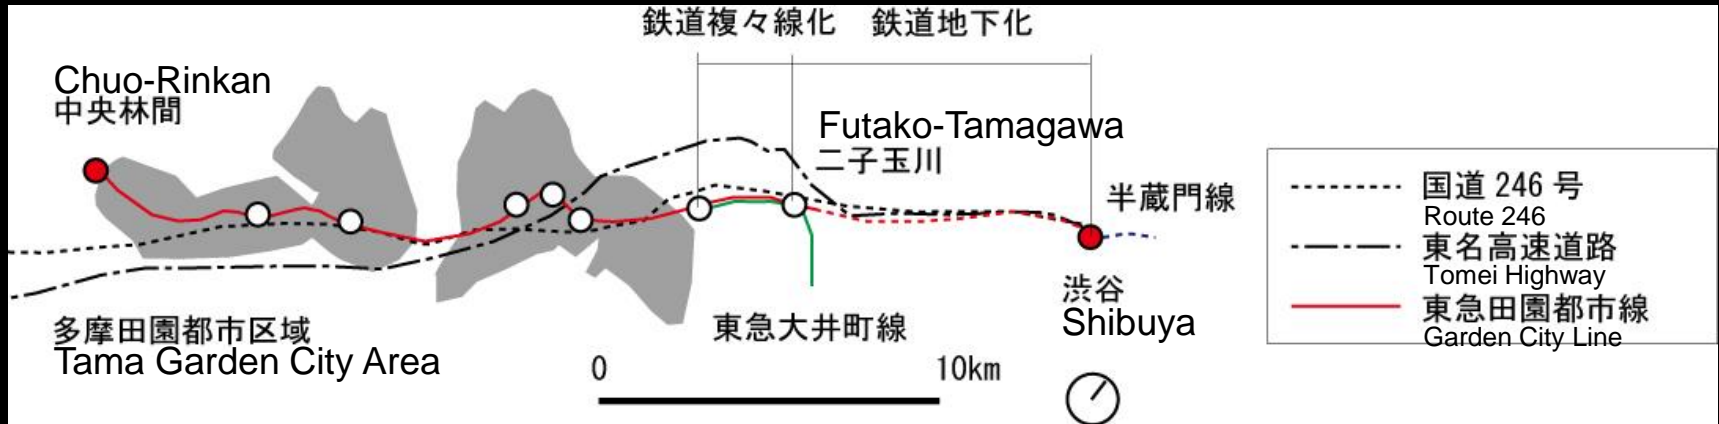 鉄道複々線化 鉄道地下化
Chuo-Rinkan
中央林間
Futako-Tamagawa
二子玉川
半蔵門線
渋谷
Shibuya
多摩田園都市区域
Tama Garden City Area
東急大井町線
0 10km
国道 246 号
Route 246
東名高速道路
Tomei Highway
東急田園都市線
Garden City Line